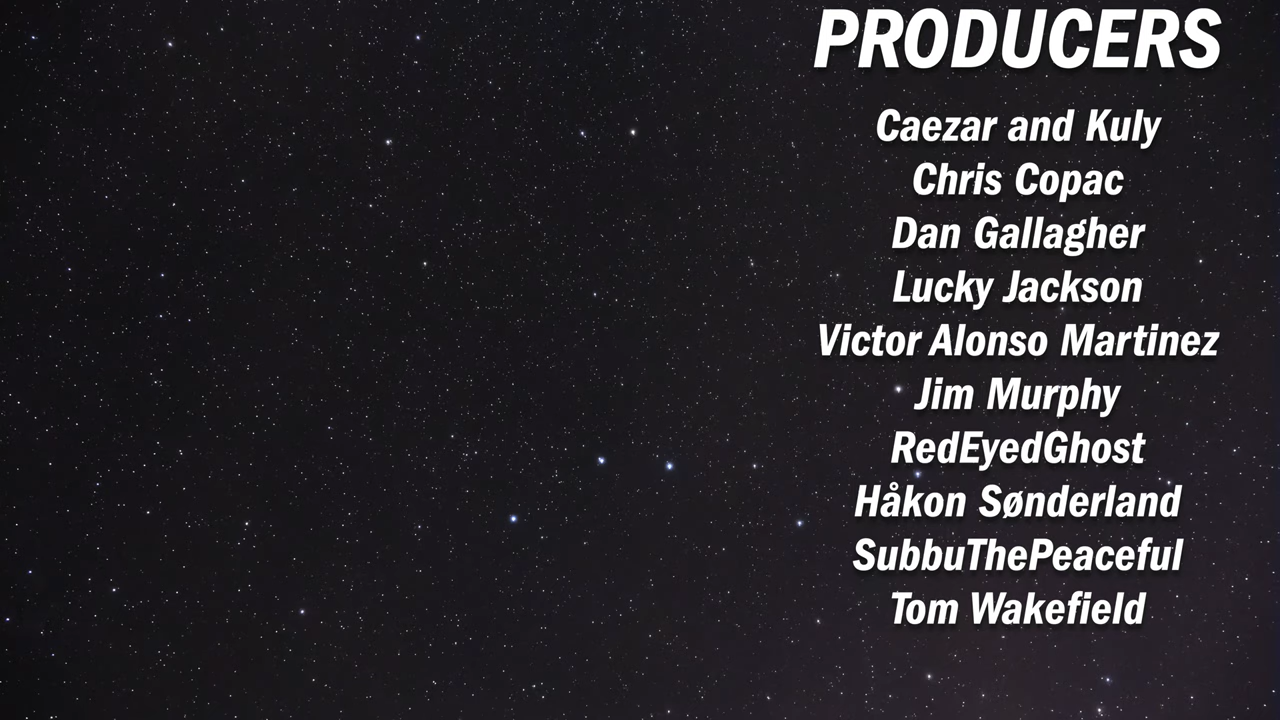 PRODUCERS
Caezar and Kuly
Chris Copac
Dan Gallagher
Lucky Jackson
Victor Alonso Martinez
Jim Murphy
RedEyedGhost
Håkon Sønderland
SubbuThePeaceful
Tom Wakefield